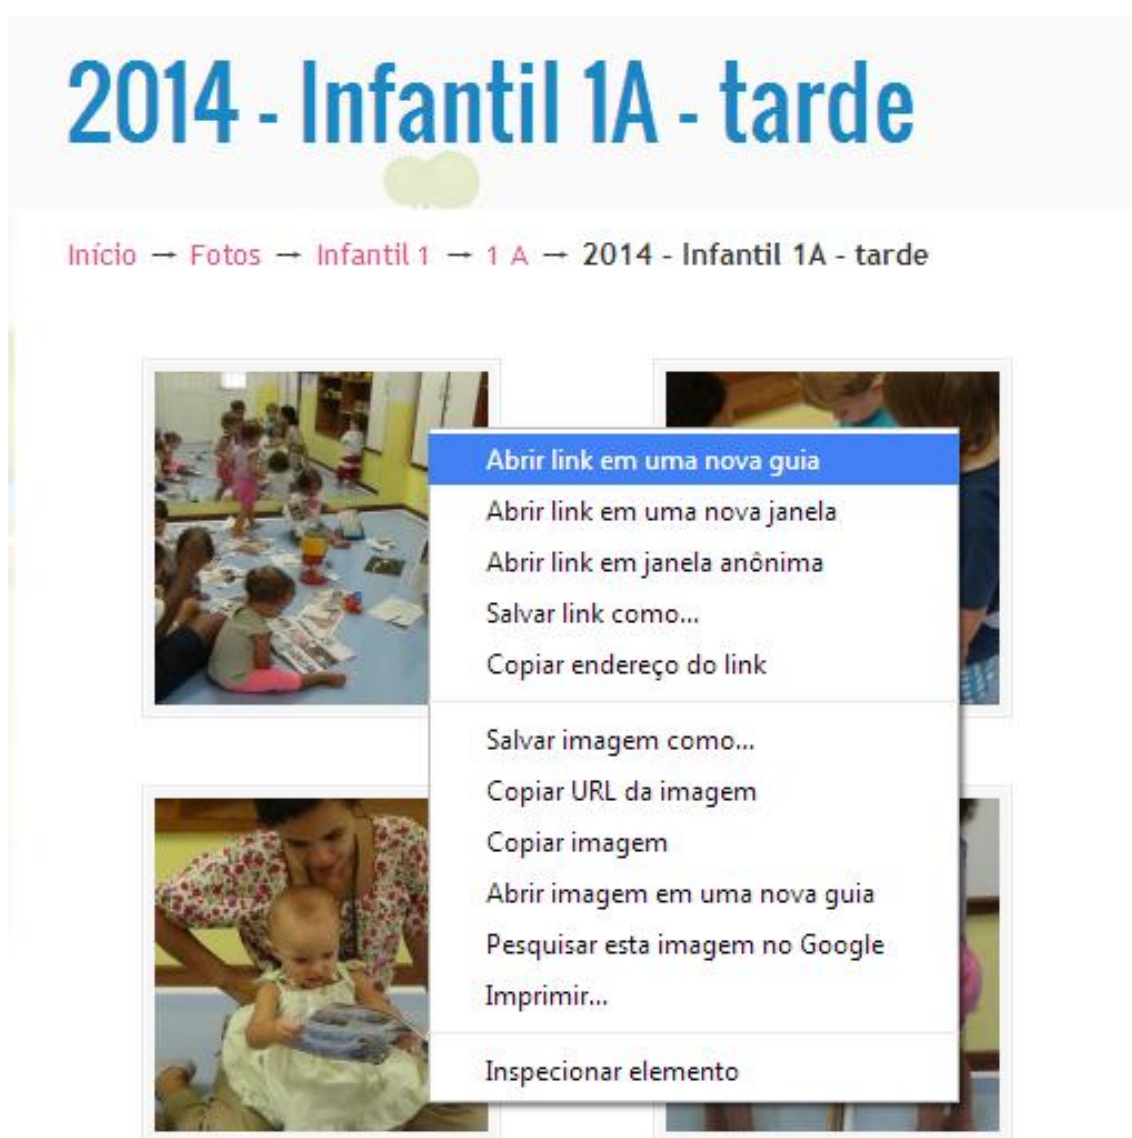 2014 - Infantil 1A - tarde
Início → Fotos → Infantil 1 → 1 A → 2014 - Infantil 1A - tarde
Abrir link em uma nova guia
Abrir link em uma nova janela
Abrir link em janela anônima
Salvar link como...
Copiar endereço do link
Salvar imagem como...
Copiar URL da imagem
Copiar imagem
Abrir imagem em uma nova guia
Pesquisar esta imagem no Google
Imprimir...
Inspecionar elemento